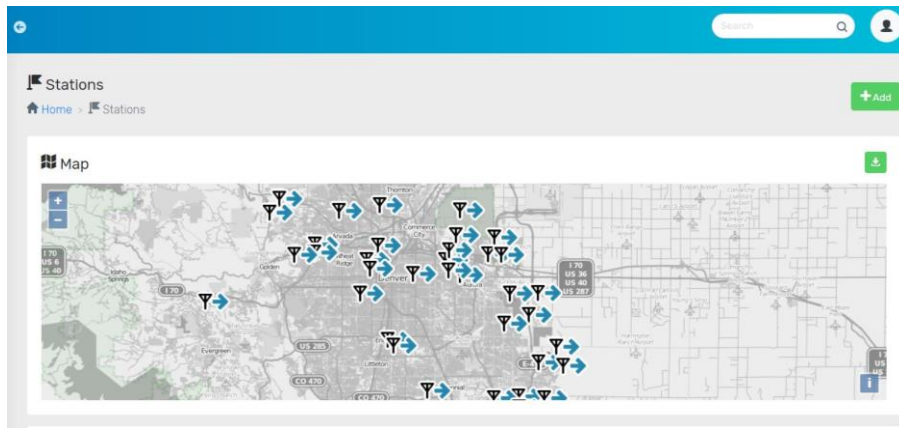 Search
Stations
Home > Stations
+Add
Map
+
Thornton
-
Commerce
City
Arvada
Wheat
Ridge
Golden
I 70
US 6
US 40
Idaho
Springs
Denver
Aurora
I 70
US 36
US 40
US 287
I 70
Evergreen
US 285
Littleton
CO 470
CO 470
i